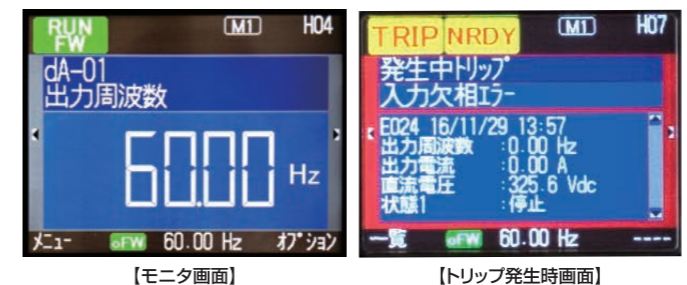 RUN FW M1 H04
dA-01
出力周波数
60.00 Hz
メニュー oFW 60.00 Hz オプション
【モニタ画面】
TRIP NRDY M1 H07
発生中トリップ
入力欠相エラー
E024 16/11/29 13:57
出力周波数 :0.00 Hz
出力電流 :0.00 A
直流電圧 :325.6 Vdc
状態1 :停止
一覧 oFW 60.00 Hz ----
【トリップ発生時画面】